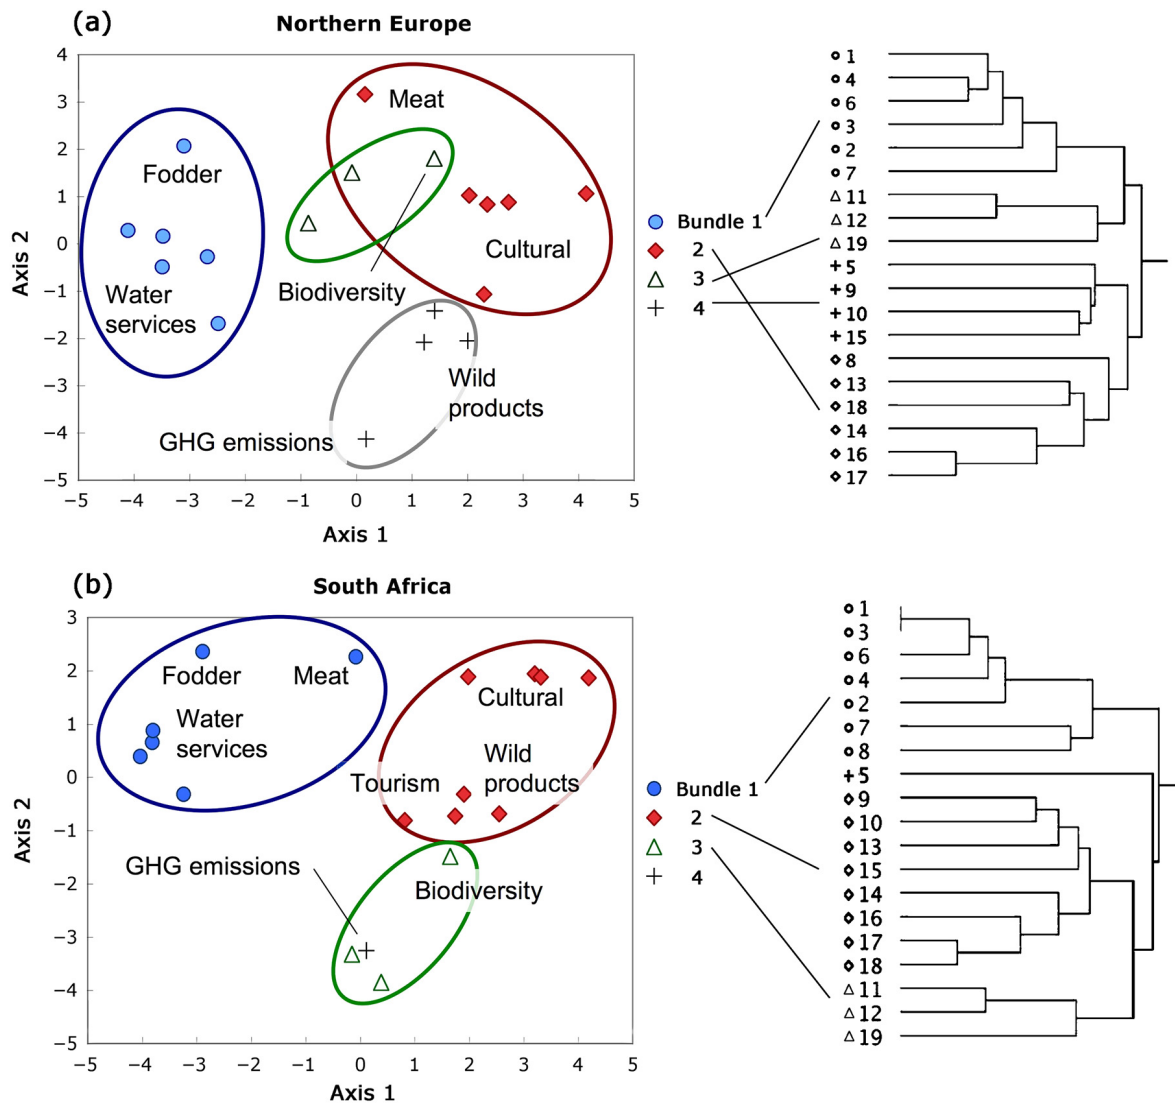 (a)
Northern Europe
4
3
2
1
0
−1
−2
−3
−4
−5
Axis 2
Meat
Fodder
Cultural
Biodiversity
Water
services
Wild
products
GHG emissions
−5 −4 −3 −2 −1 0 1 2 3 4 5
Axis 1
Bundle 1
2
3
4
1
4
6
3
2
7
11
12
19
5
9
10
15
8
13
18
14
16
17
(b)
South Africa
3
2
1
0
−1
−2
−3
−4
−5
Axis 2
Fodder
Meat
Cultural
Water
services
Wild
products
Tourism
GHG emissions
Biodiversity
−5 −4 −3 −2 −1 0 1 2 3 4 5
Axis 1
Bundle 1
2
3
4
1
3
6
4
2
7
8
5
9
10
13
15
14
16
17
18
11
12
19